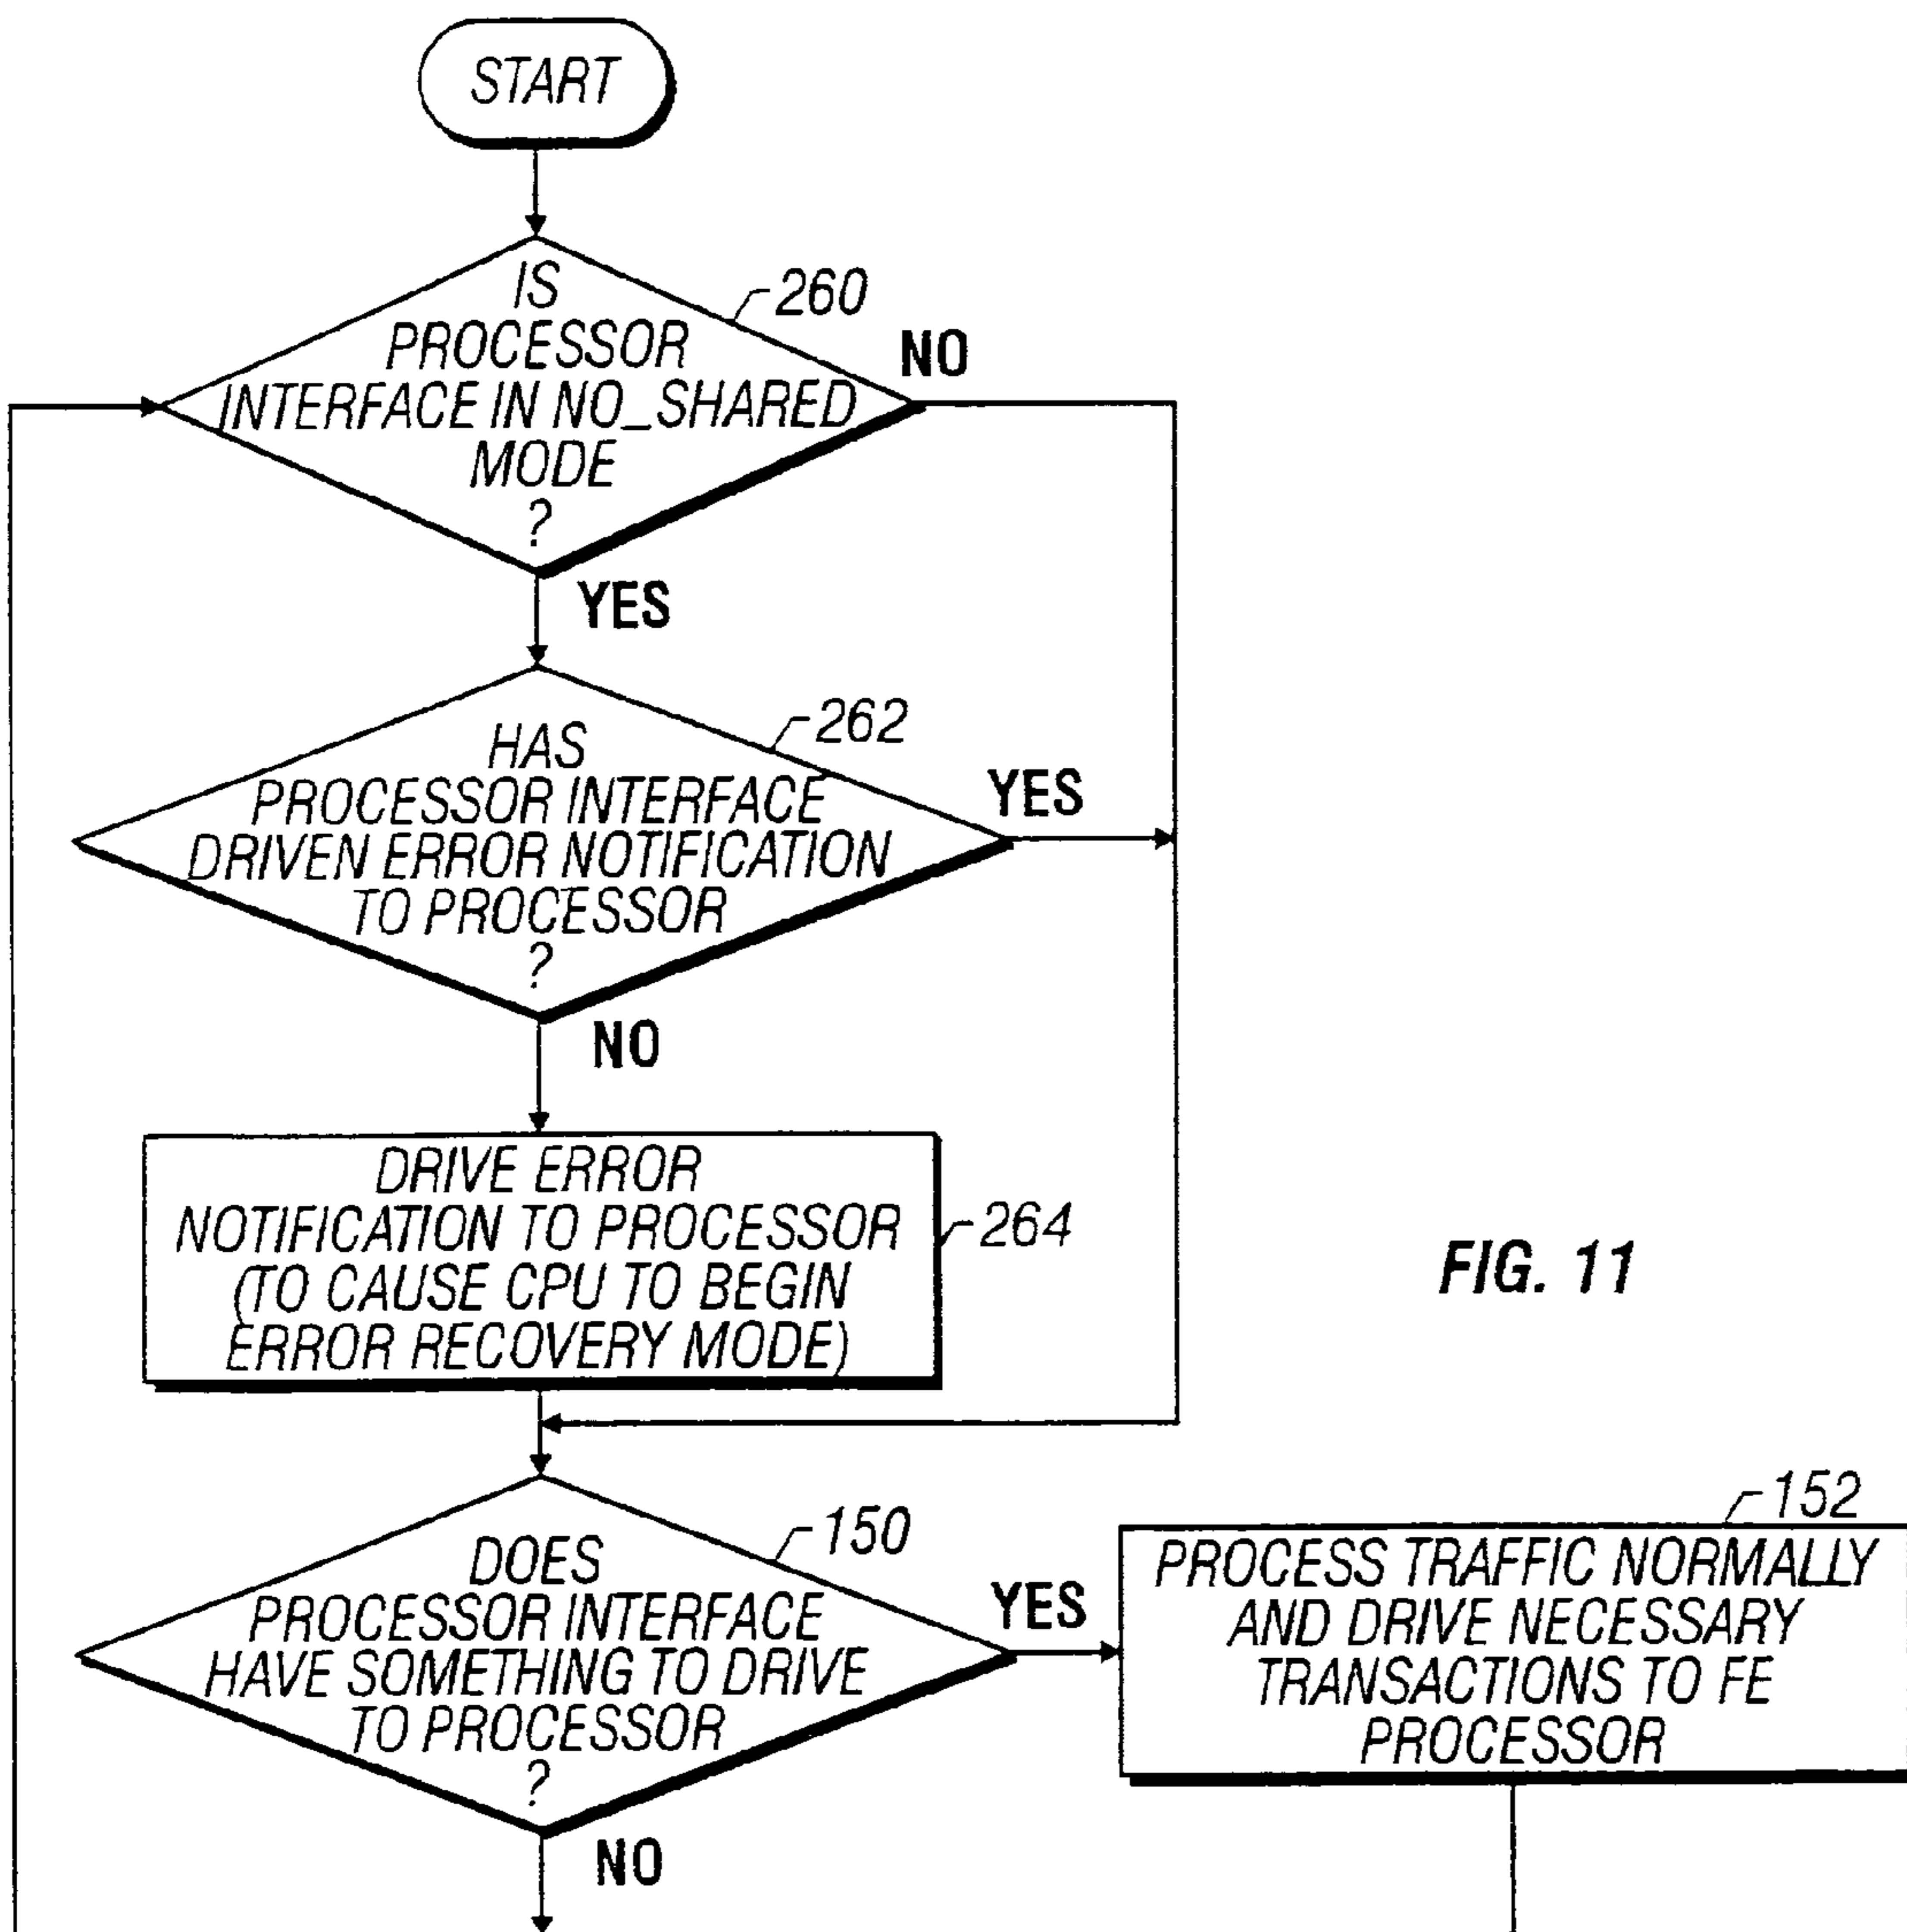 START
IS
PROCESSOR
INTERFACE IN NO_SHARED
MODE
?
260
NO
YES
HAS
PROCESSOR INTERFACE
DRIVEN ERROR NOTIFICATION
TO PROCESSOR
?
262
YES
NO
DRIVE ERROR
NOTIFICATION TO PROCESSOR
(TO CAUSE CPU TO BEGIN
ERROR RECOVERY MODE)
264
FIG. 11
DOES
PROCESSOR INTERFACE
HAVE SOMETHING TO DRIVE
TO PROCESSOR
?
150
YES
NO
152
PROCESS TRAFFIC NORMALLY
AND DRIVE NECESSARY
TRANSACTIONS TO FE
PROCESSOR